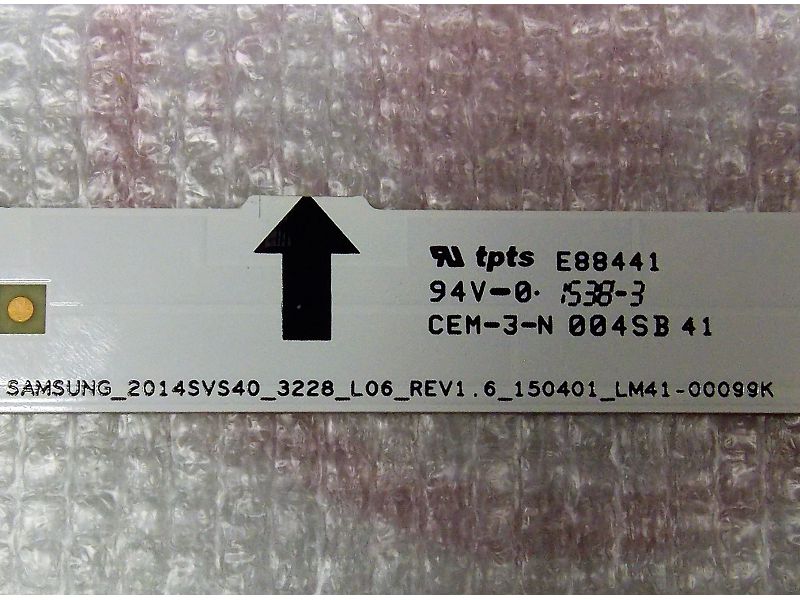 tpts E88441
94V-0· 1538-3
CEM-3-N 004SB 41
SAMSUNG_2014SVS40_3228_L06_REV1.6_150401_LM41-00099K